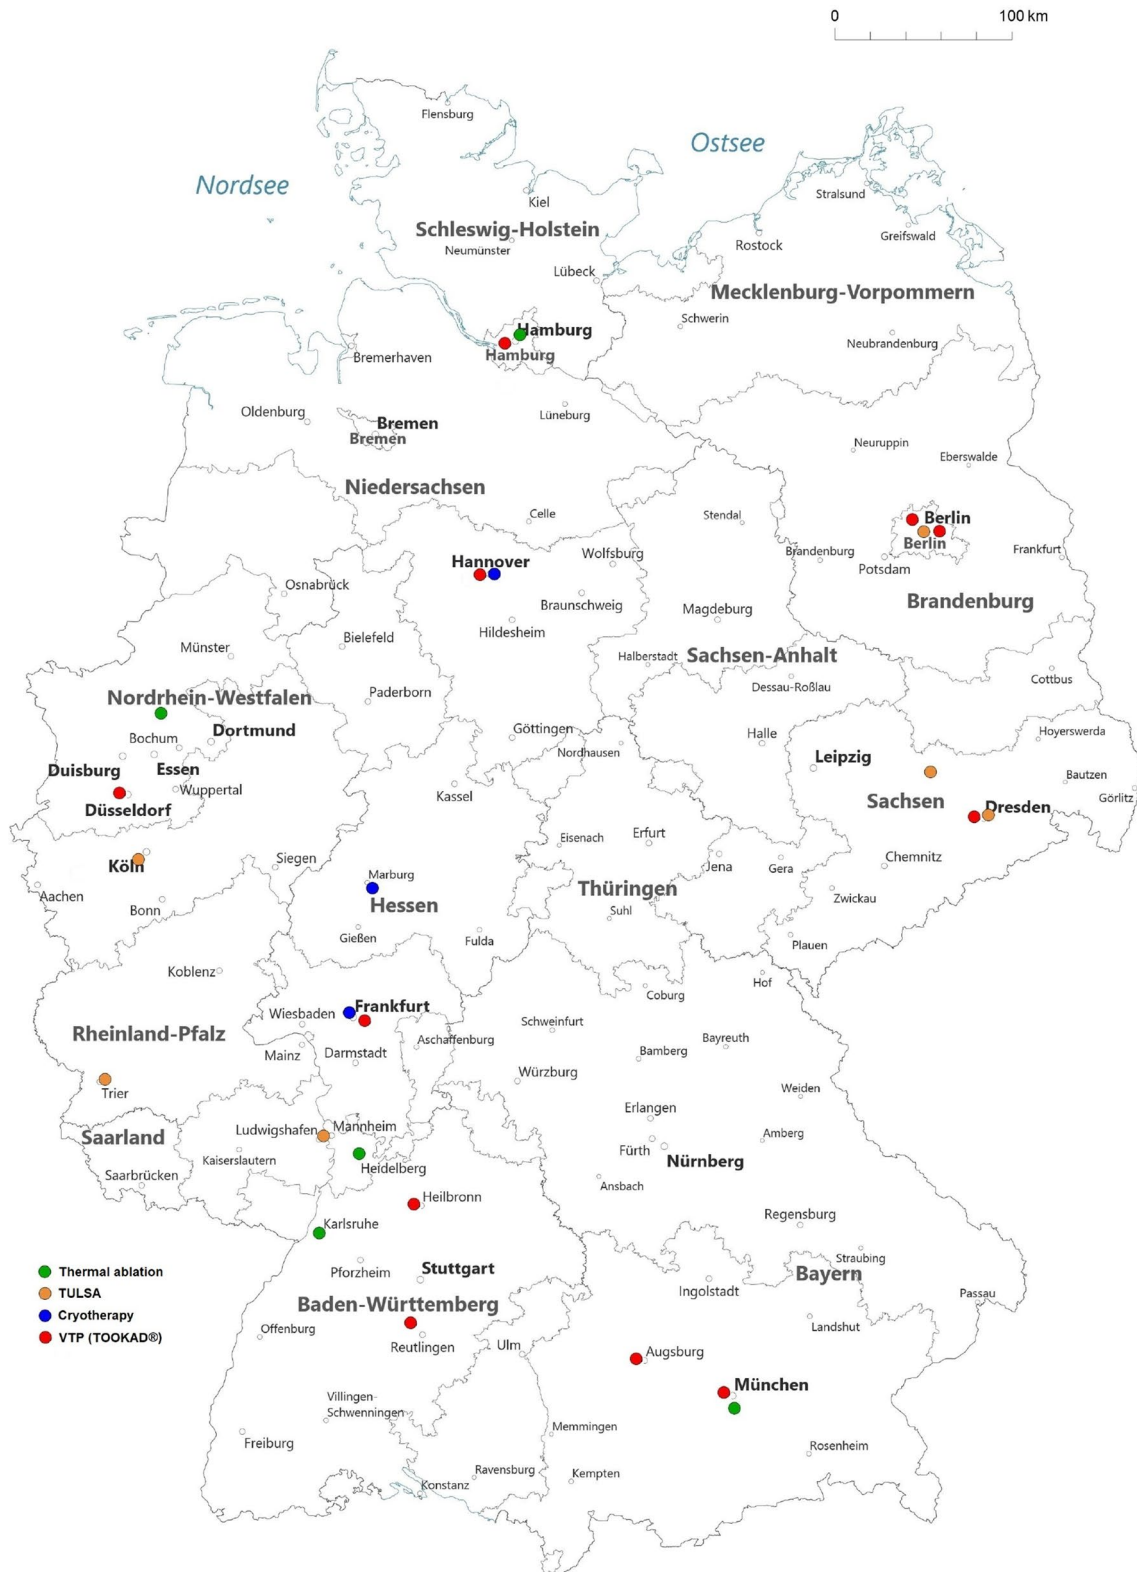 0 100 km
Flensburg
Ostsee
Nordsee
Kiel
Stralsund
Schleswig-Holstein
Greifswald
Neumünster
Rostock
Lübeck
Mecklenburg-Vorpommern
Schwerin
Hamburg
Neubrandenburg
Hamburg
Bremerhaven
Oldenburg
Lüneburg
Bremen
Bremen
Neuruppin
Eberswalde
Niedersachsen
Celle
Stendal
Berlin
Berlin
Hannover
Wolfsburg
Brandenburg
Potsdam
Frankfurt
Osnabrück
Braunschweig
Brandenburg
Magdeburg
Hildesheim
Bielefeld
Münster
Halberstadt
Sachsen-Anhalt
Cottbus
Dessau-Roßlau
Paderborn
Nordrhein-Westfalen
Dortmund
Göttingen
Halle
Hoyerswerda
Bochum
Nordhausen
Leipzig
Duisburg
Essen
Bautzen
Wuppertal
Kassel
Görlitz
Sachsen
Düsseldorf
Dresden
Eisenach
Erfurt
Köln
Siegen
Chemnitz
Jena
Gera
Marburg
Thüringen
Aachen
Hessen
Zwickau
Bonn
Suhl
Gießen
Fulda
Plauen
Koblenz
Hof
Coburg
Frankfurt
Wiesbaden
Schweinfurt
Rheinland-Pfalz
Aschaffenburg
Bayreuth
Mainz
Darmstadt
Bamberg
Würzburg
Weiden
Trier
Erlangen
Mannheim
Ludwigshafen
Saarland
Amberg
Fürth
Nürnberg
Kaiserslautern
Heidelberg
Saarbrücken
Ansbach
Heilbronn
Regensburg
Karlsruhe
Straubing
Thermal ablation
Stuttgart
Pforzheim
Bayern
Ingolstadt
TULSA
Passau
Baden-Württemberg
Cryotherapy
Offenburg
Landshut
VTP (TOOKAD®)
Reutlingen
Ulm
Augsburg
München
Villingen-
Schwenningen
Memmingen
Freiburg
Rosenheim
Ravensburg
Kempten
Konstanz